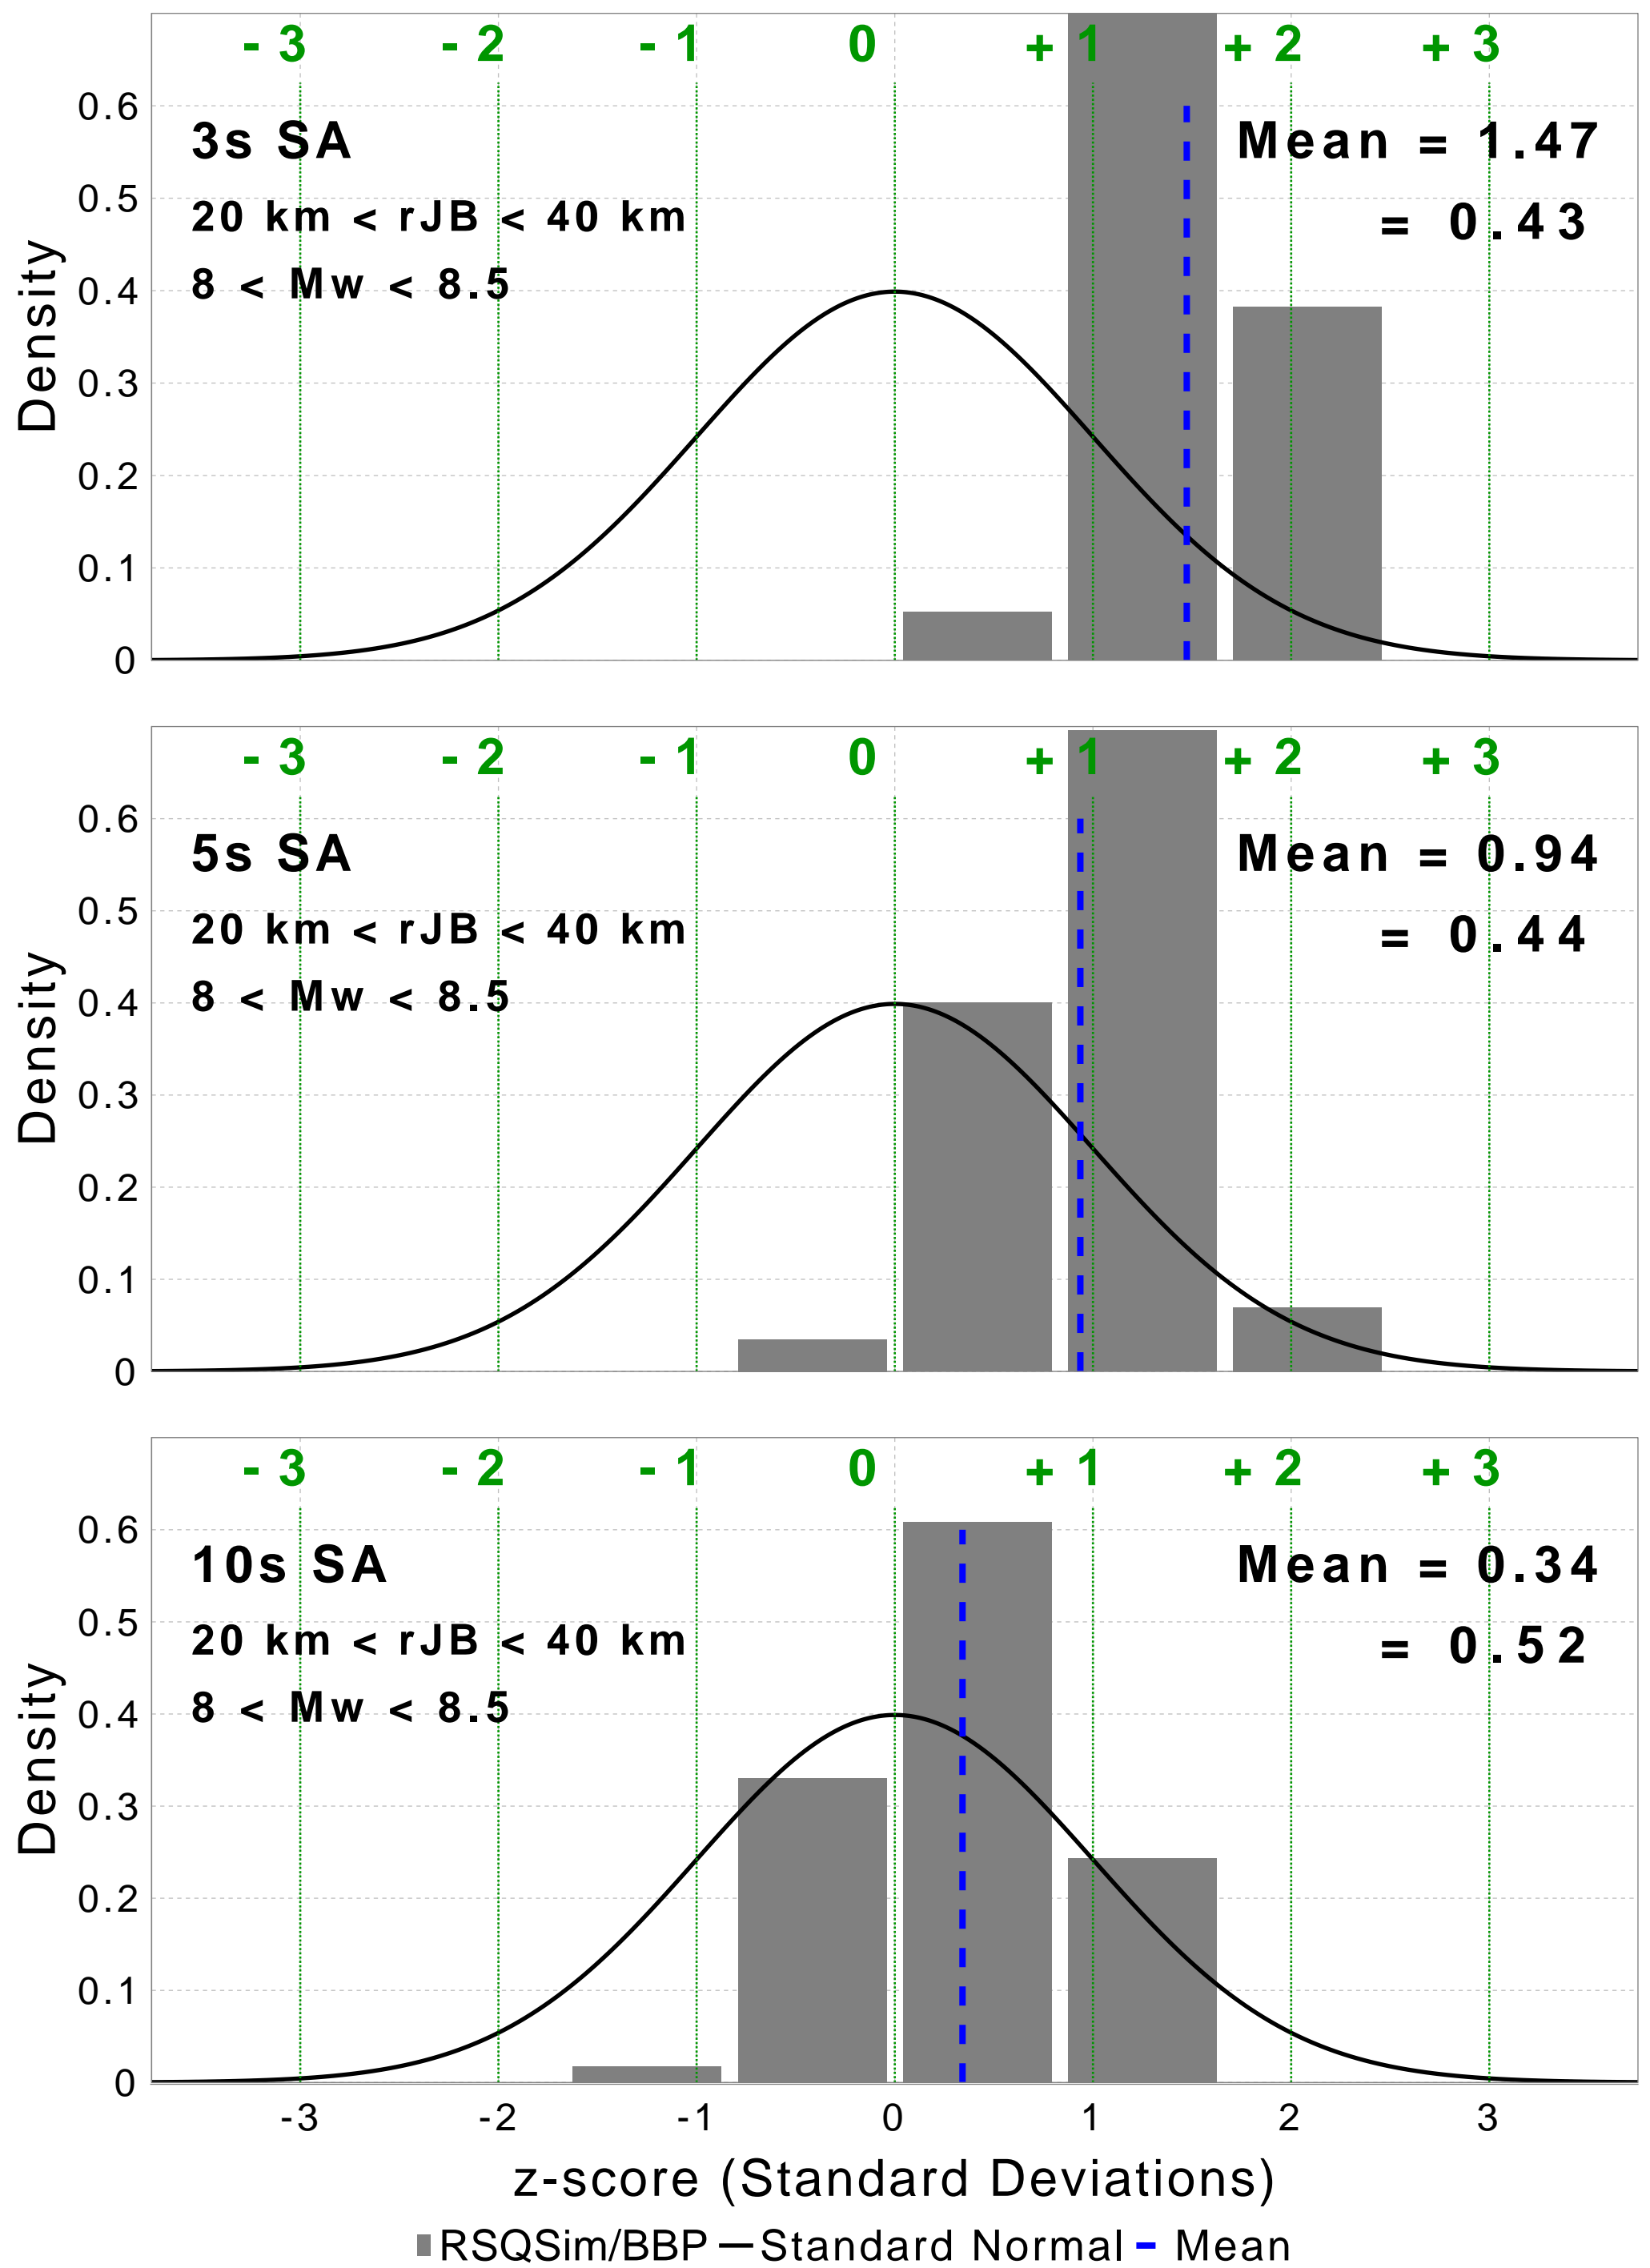 - 3 - 2 - 1 0 + 1 + 2 + 3
0.6
3s SA
Mean = 1.47
0.5
20 km < rJB < 40 km
= 0.43
0.4
8 < Mw < 8.5
0.3
0.2
0.1
0
Density
- 3 - 2 - 1 0 + 1 + 2 + 3
0.6
5s SA
Mean = 0.94
0.5
20 km < rJB < 40 km
= 0.44
0.4
8 < Mw < 8.5
0.3
0.2
0.1
0
Density
- 3 - 2 - 1 0 + 1 + 2 + 3
0.6
10s SA
Mean = 0.34
0.5
20 km < rJB < 40 km
= 0.52
0.4
8 < Mw < 8.5
0.3
0.2
0.1
0
Density
-3 -2 -1 0 1 2 3
z-score (Standard Deviations)
RSQSim/BBP Standard Normal Mean